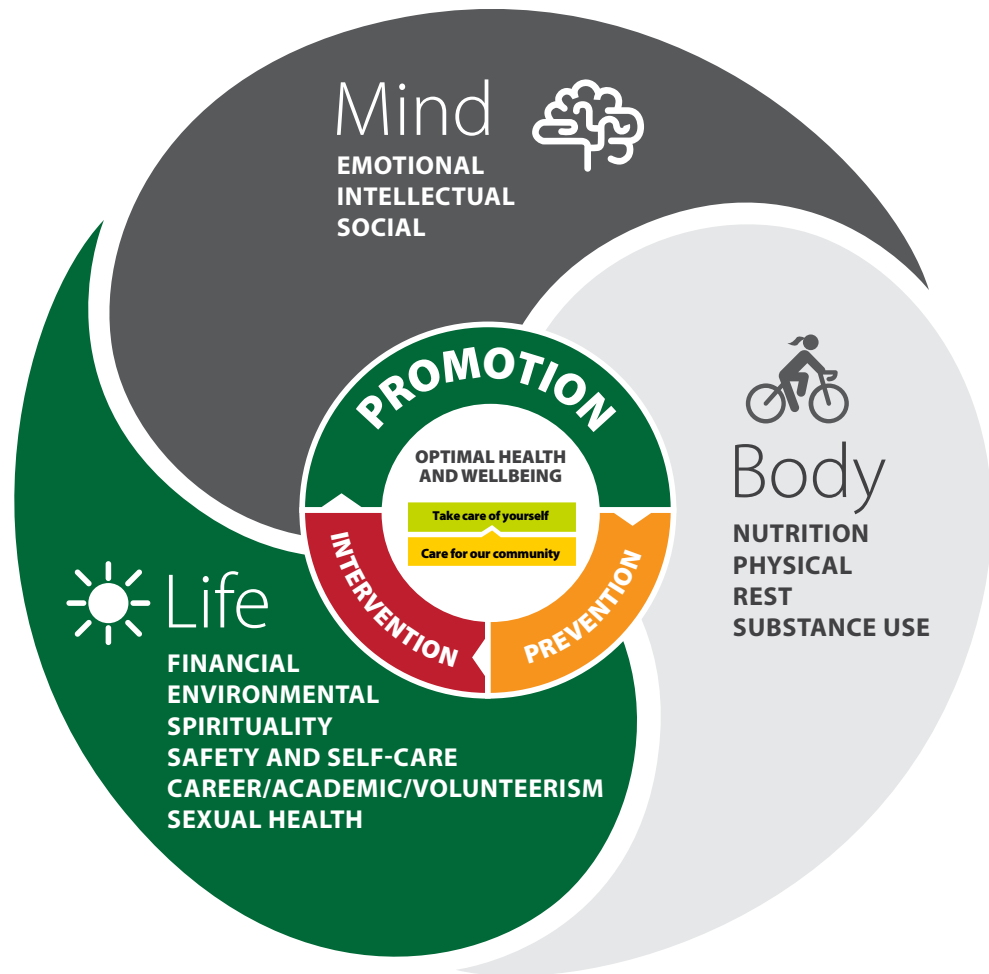 Mind
EMOTIONAL
INTELLECTUAL
SOCIAL
PROMOTION
OPTIMAL HEALTH
AND WELLBEING
Take care of yourself
Care for our community
INTERVENTION
PREVENTION
Body
NUTRITION
PHYSICAL
REST
SUBSTANCE USE
Life
FINANCIAL
ENVIRONMENTAL
SPIRITUALITY
SAFETY AND SELF-CARE
CAREER/ACADEMIC/VOLUNTEERISM
SEXUAL HEALTH